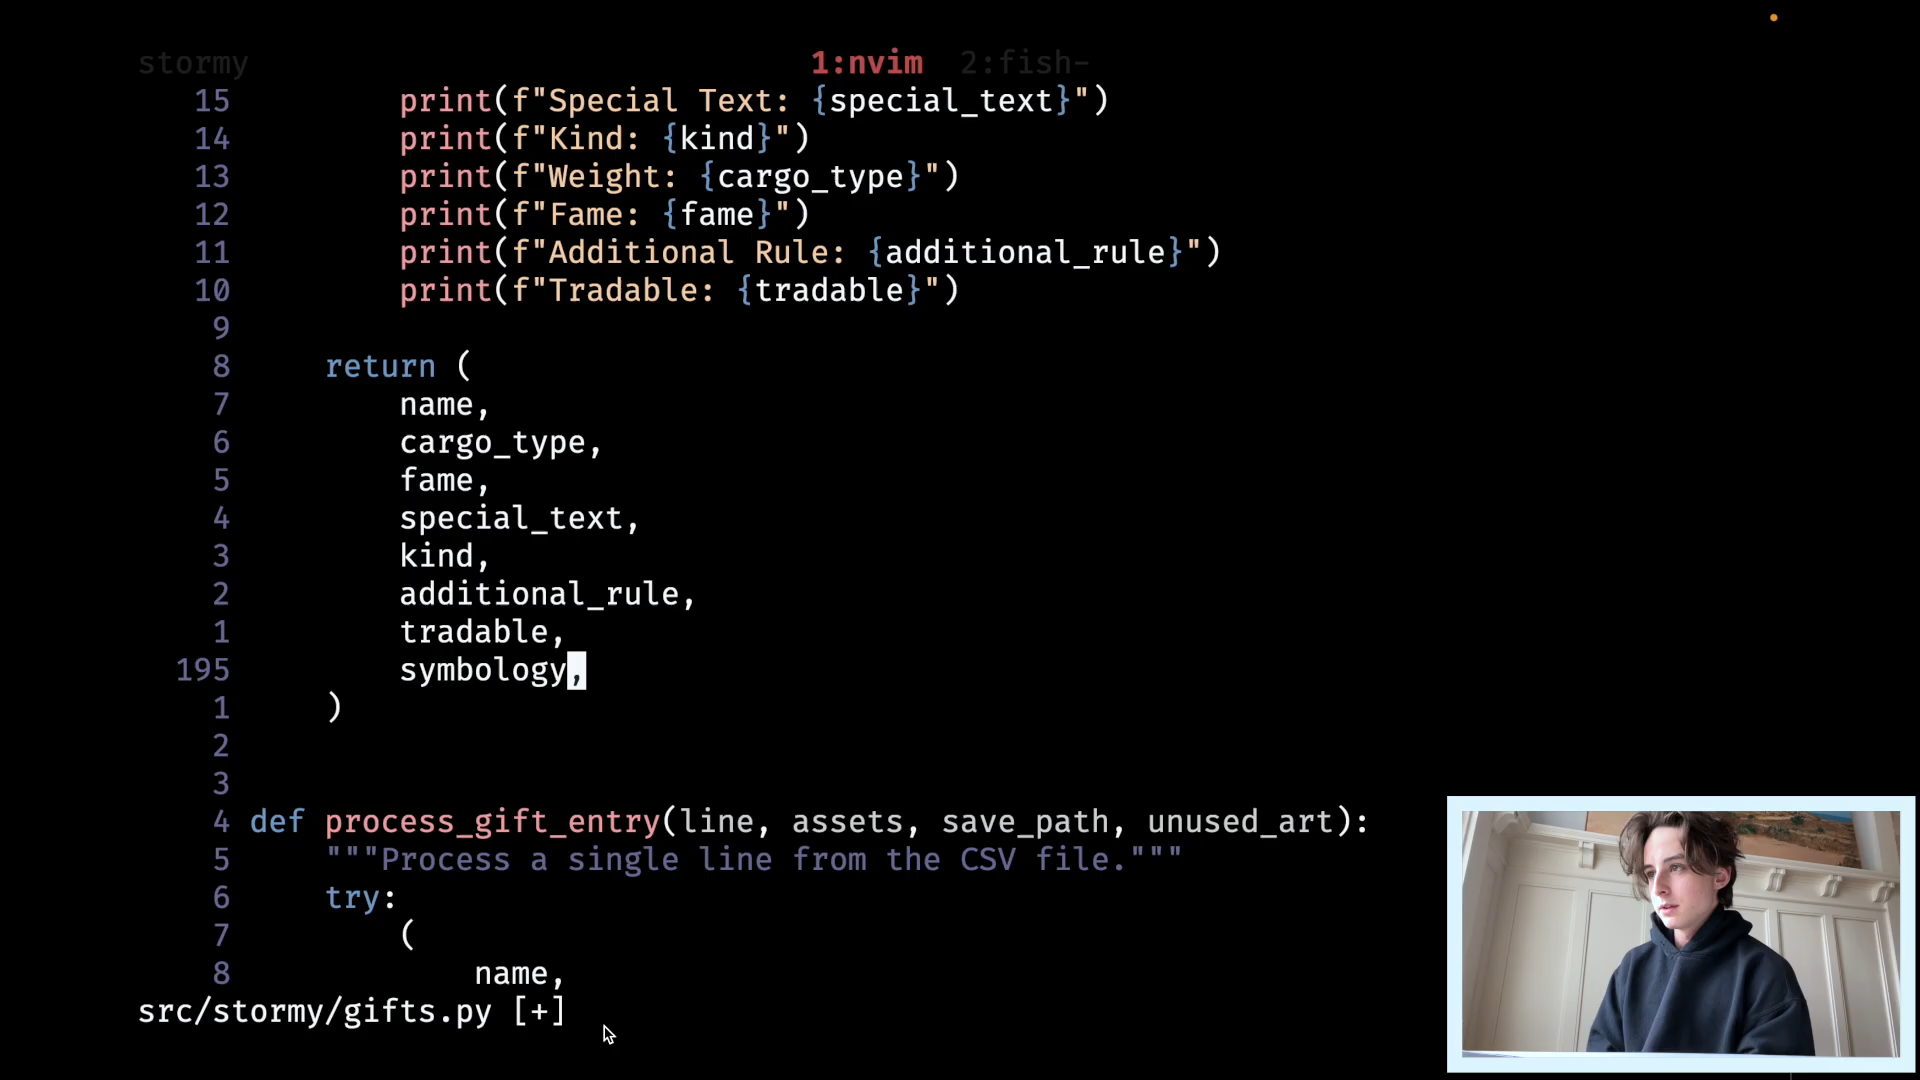 stormy 1:nvim 2:fish-
15 print(f"Special Text: {special_text}")
14 print(f"Kind: {kind}")
13 print(f"Weight: {cargo_type}")
12 print(f"Fame: {fame}")
11 print(f"Additional Rule: {additional_rule}")
10 print(f"Tradable: {tradable}")
9
8 return (
7 name,
6 cargo_type,
5 fame,
4 special_text,
3 kind,
2 additional_rule,
1 tradable,
195 symbology,
1 )
2
3
4 def process_gift_entry(line, assets, save_path, unused_art):
5 """Process a single line from the CSV file."""
6 try:
7 (
8 name,
src/stormy/gifts.py [+]